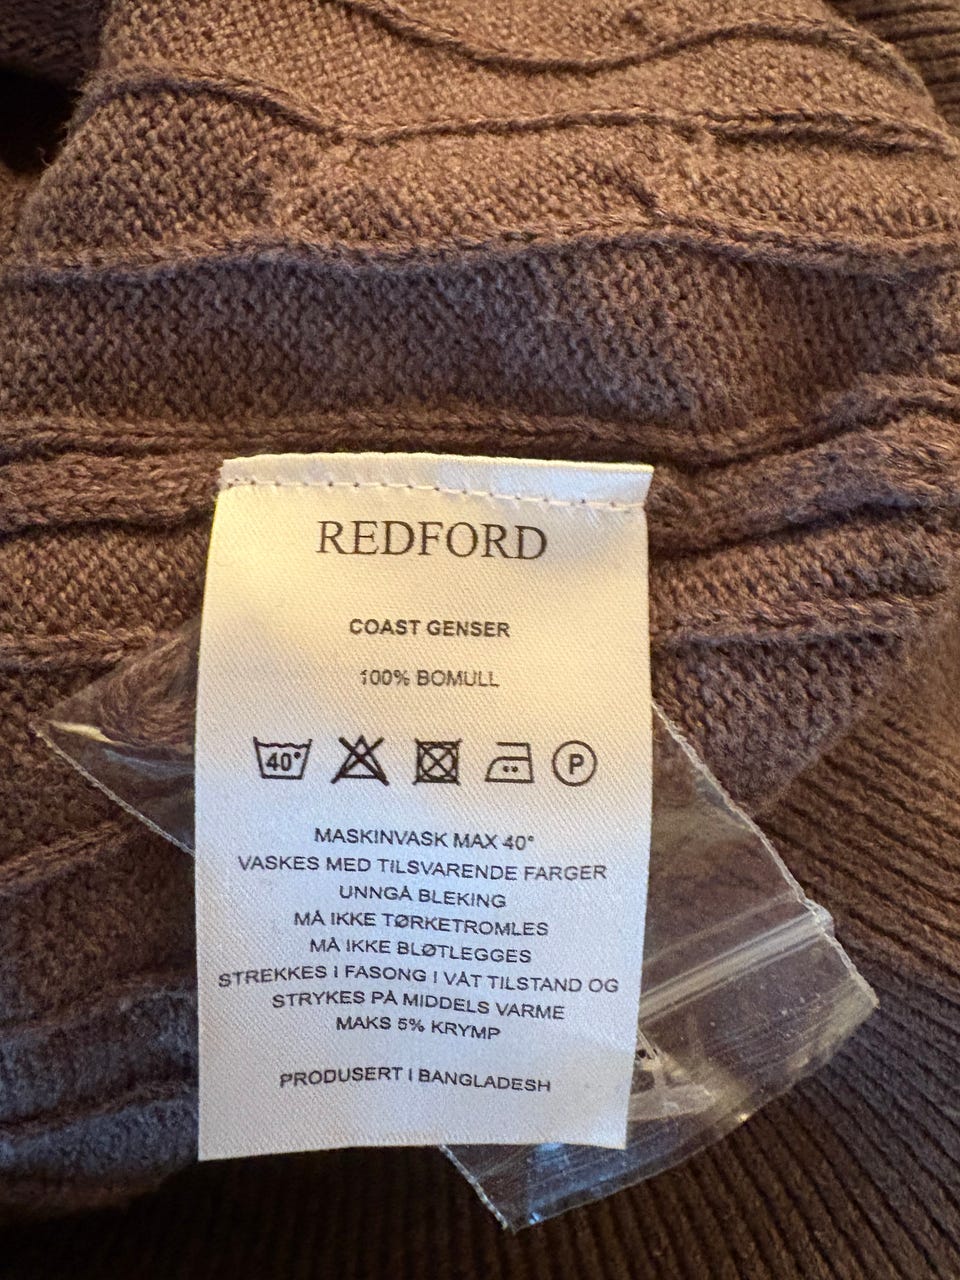 REDFORD
COAST GENSER
100% BOMULL
40° P
MASKINVASK MAX 40°
VASKES MED TILSVARENDE FARGER
UNNGÅ BLEKING
MÅ IKKE TØRKETROMLES
MÅ IKKE BLØTLEGGES
STREKKES I FASONG I VÅT TILSTAND OG
STRYKES PÅ MIDDELS VARME
MAKS 5% KRYMP
PRODUSERT I BANGLADESH